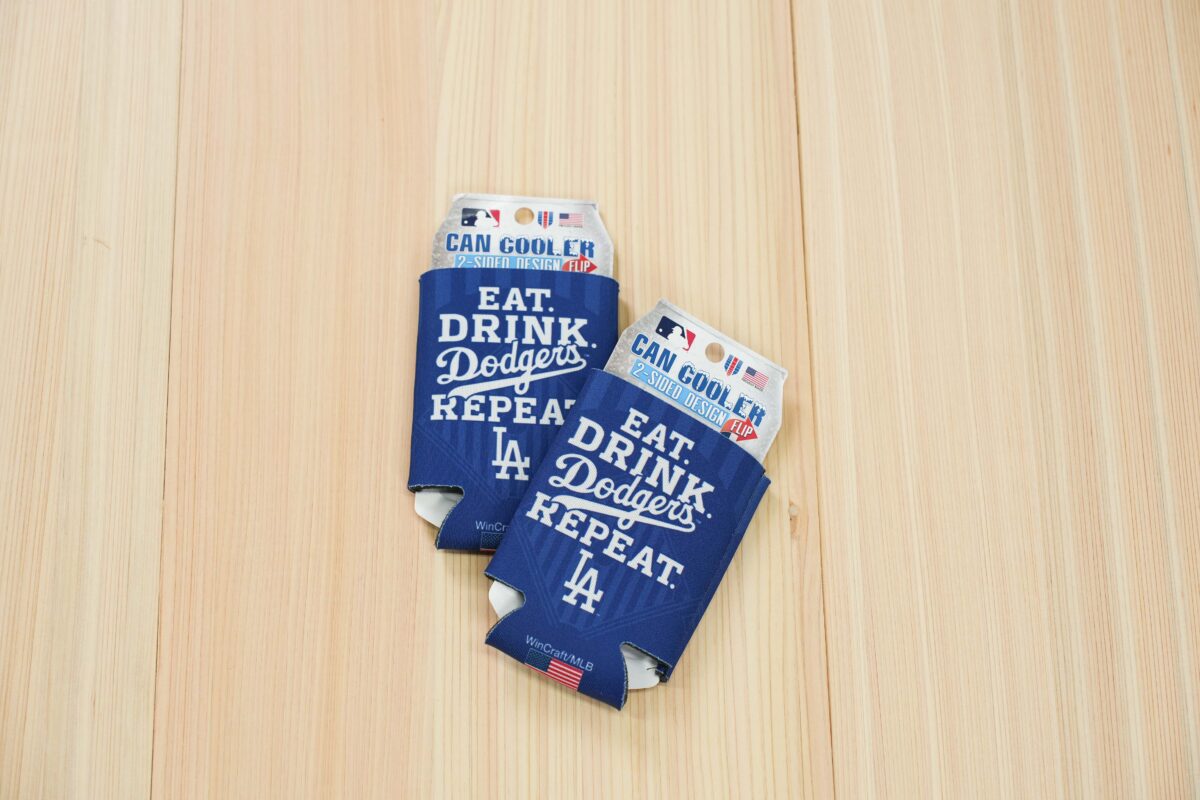 CAN COOLER
2-SIDED DESIGN FLIP
EAT.
DRINK.
Dodgers
REPEAT
LA
CAN COOLER
2-SIDED DESIGN FLIP
EAT.
DRINK.
Dodgers
REPEAT.
LA
WinCraft/MLB